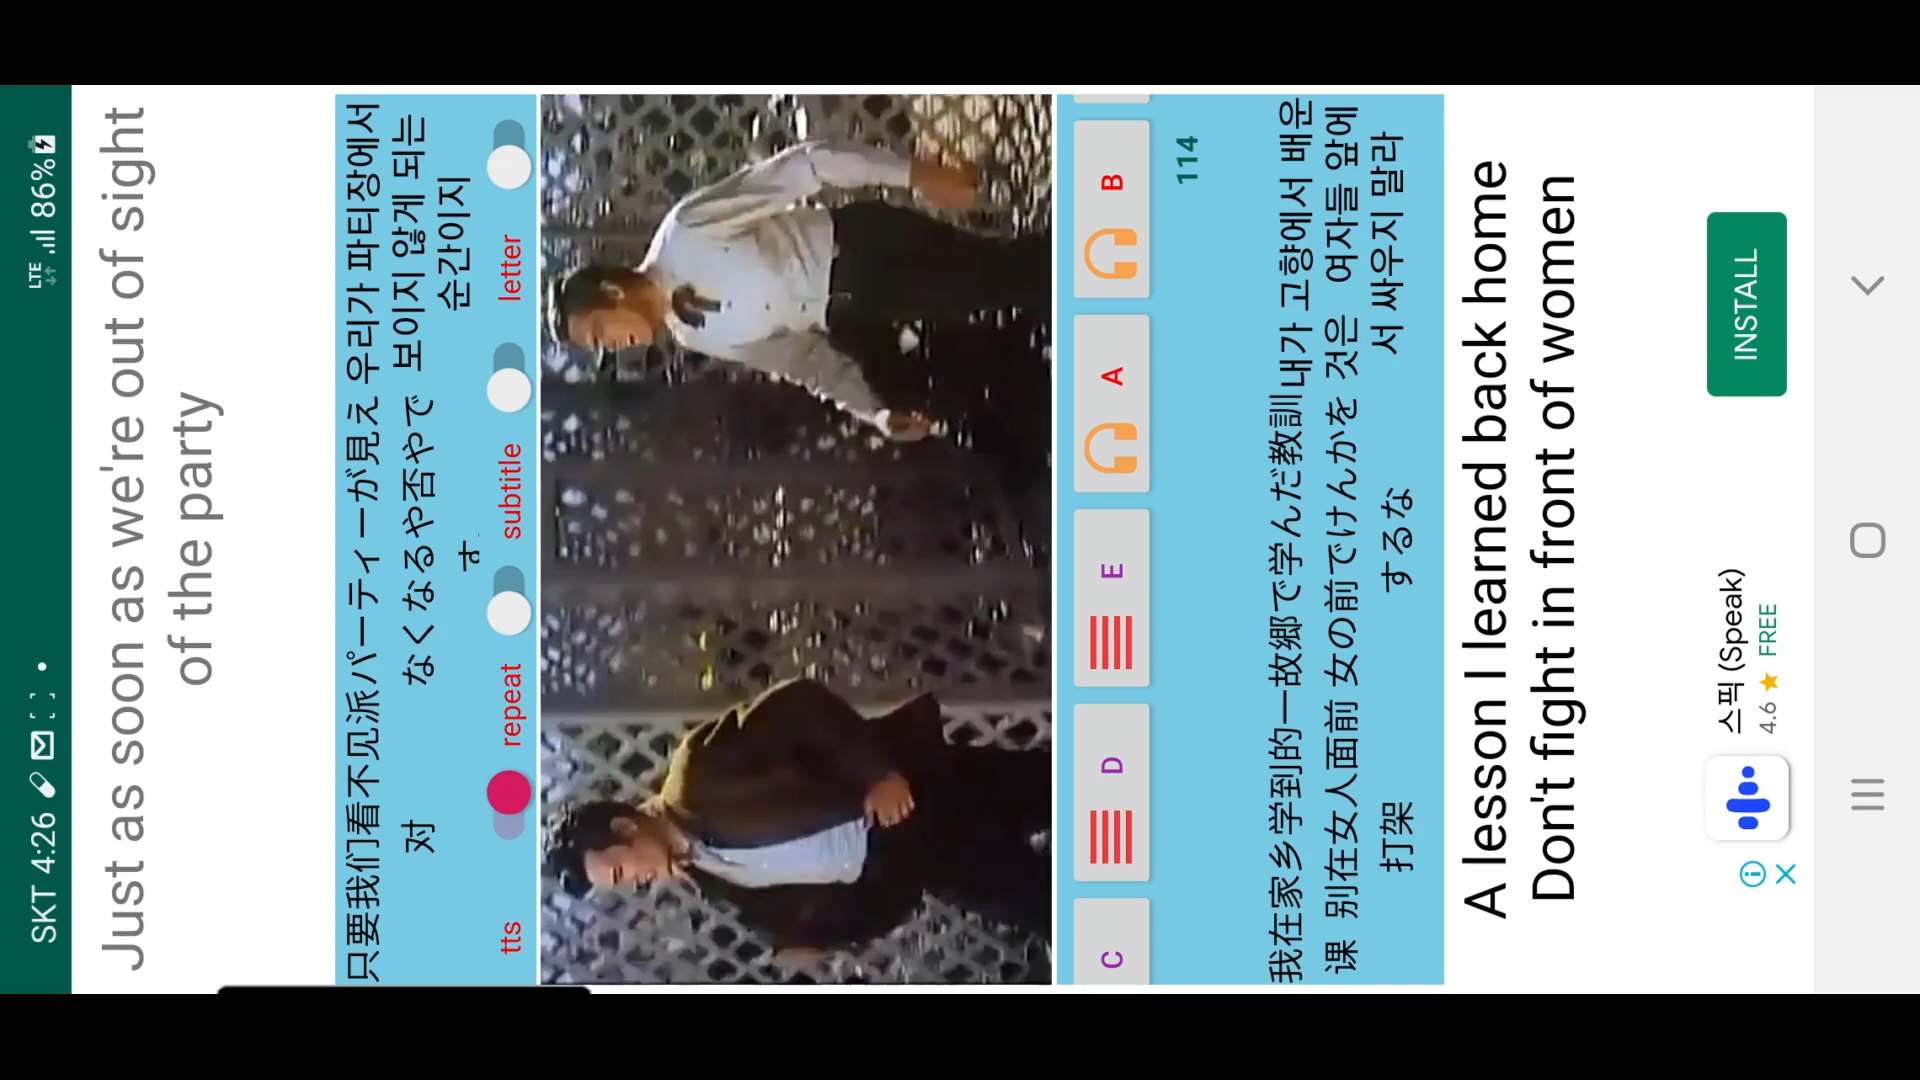 SKT 4:26 LTE 86%
Just as soon as we're out of sight
of the party
只要我们看不见派 パーティーが見え 우리가 파티장에서
对 なくなるや否やで 보이지 않게 되는
す. 순간이지
tts repeat subtitle letter
C D E A B
114
我在家乡学到的一 故郷で学んだ教訓 내가 고향에서 배운
课 别在女人面前 女の前でけんかを 것은 여자들 앞에
打架 するな 서 싸우지 말라
A lesson I learned back home
Don't fight in front of women
스픽 (Speak)
4.6 ★ FREE
INSTALL